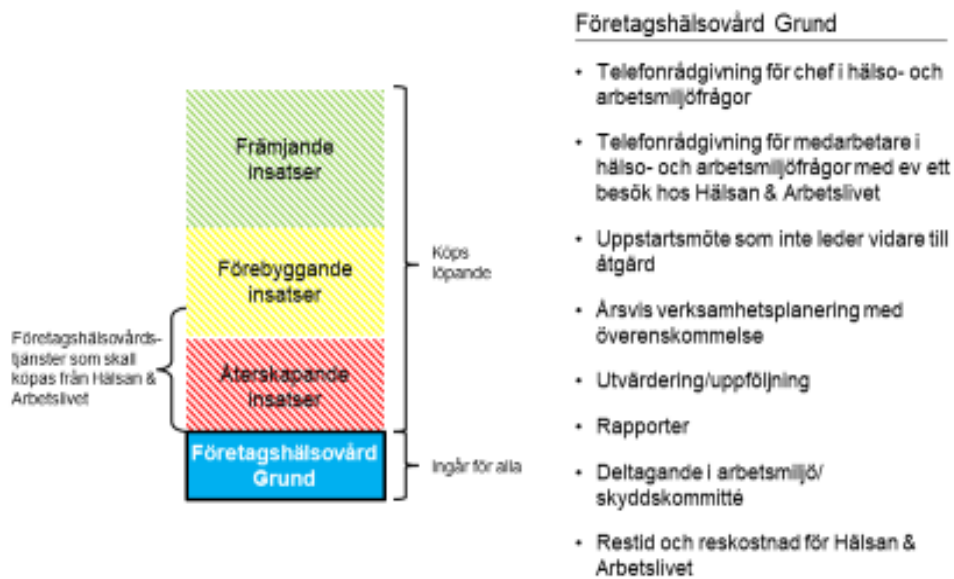 Företagshälsovård Grund
• Telefonrådgivning för chef i hälso- och
arbetsmiljöfrågor
• Telefonrådgivning för medarbetare i
hälso- och arbetsmiljöfrågor med ev ett
besök hos Hälsan & Arbetslivet
• Uppstartsmöte som inte leder vidare till
åtgärd
• Årsvis verksamhetsplanering med
överenskommelse
• Utvärdering/uppföljning
• Rapporter
• Deltagande i arbetsmiljö/
skyddskommitté
• Restid och reskostnad för Hälsan &
Arbetslivet
Främjande
insatser
Förebyggande
insatser
Återskapande
insatser
Företagshälsovård
Grund
Köps
löpande
Ingår för alla
Företagshälsovårds-
tjänster som skall
köpas från Hälsan &
Arbetslivet